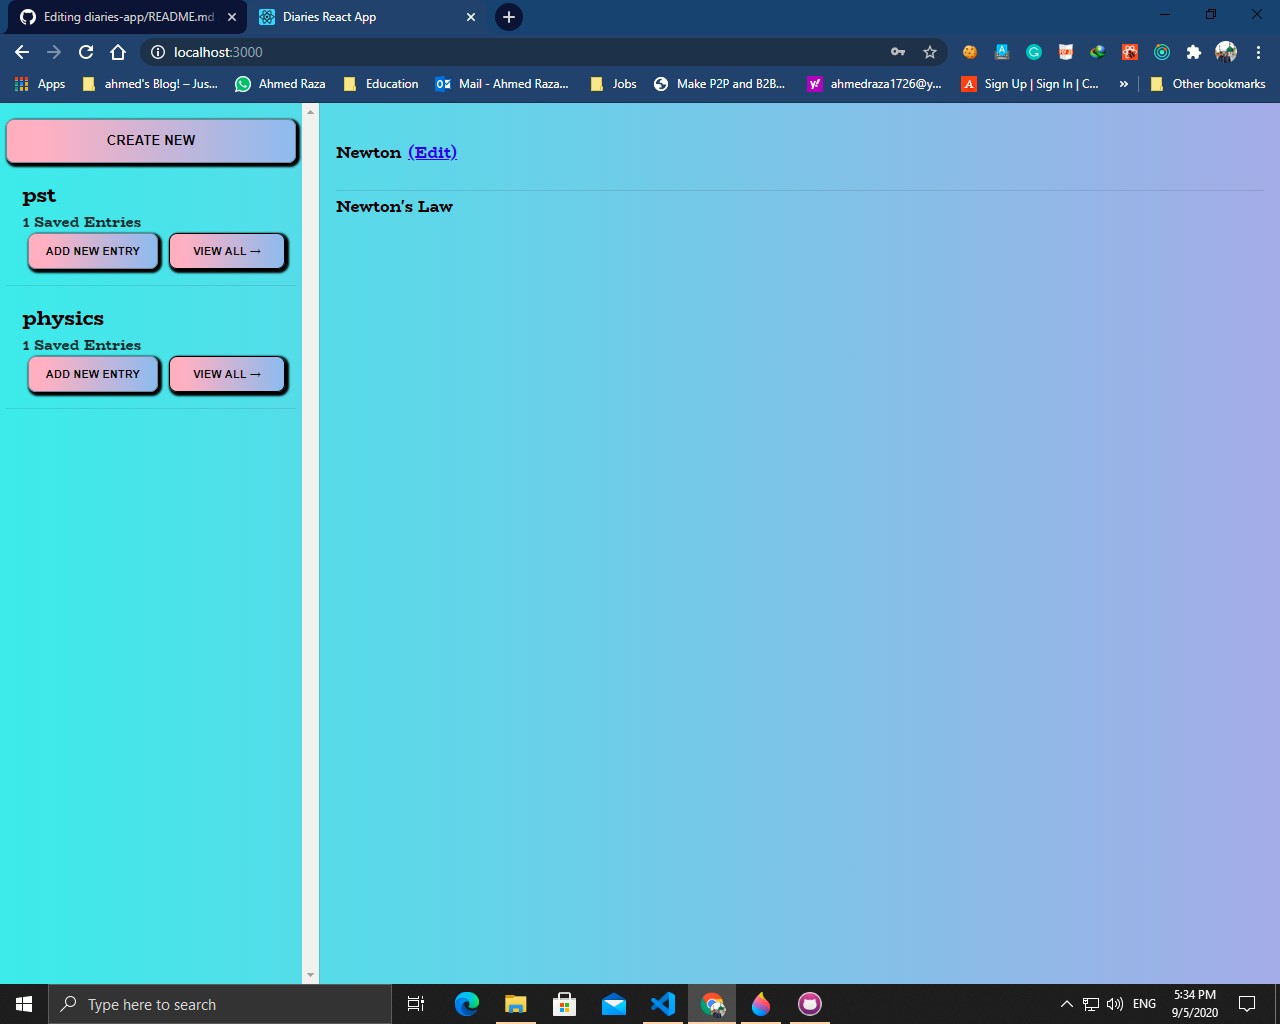 Editing diaries-app/README.md
Diaries React App
localhost:3000
Apps
ahmed's Blog! – Jus...
Ahmed Raza
Education
Mail - Ahmed Raza...
Jobs
Make P2P and B2B...
ahmedraza1726@y...
Sign Up | Sign In | C...
»
Other bookmarks
CREATE NEW
pst
1 Saved Entries
ADD NEW ENTRY
VIEW ALL →
physics
1 Saved Entries
ADD NEW ENTRY
VIEW ALL →
Newton (Edit)
Newton's Law
Type here to search
ENG
5:34 PM
9/5/2020